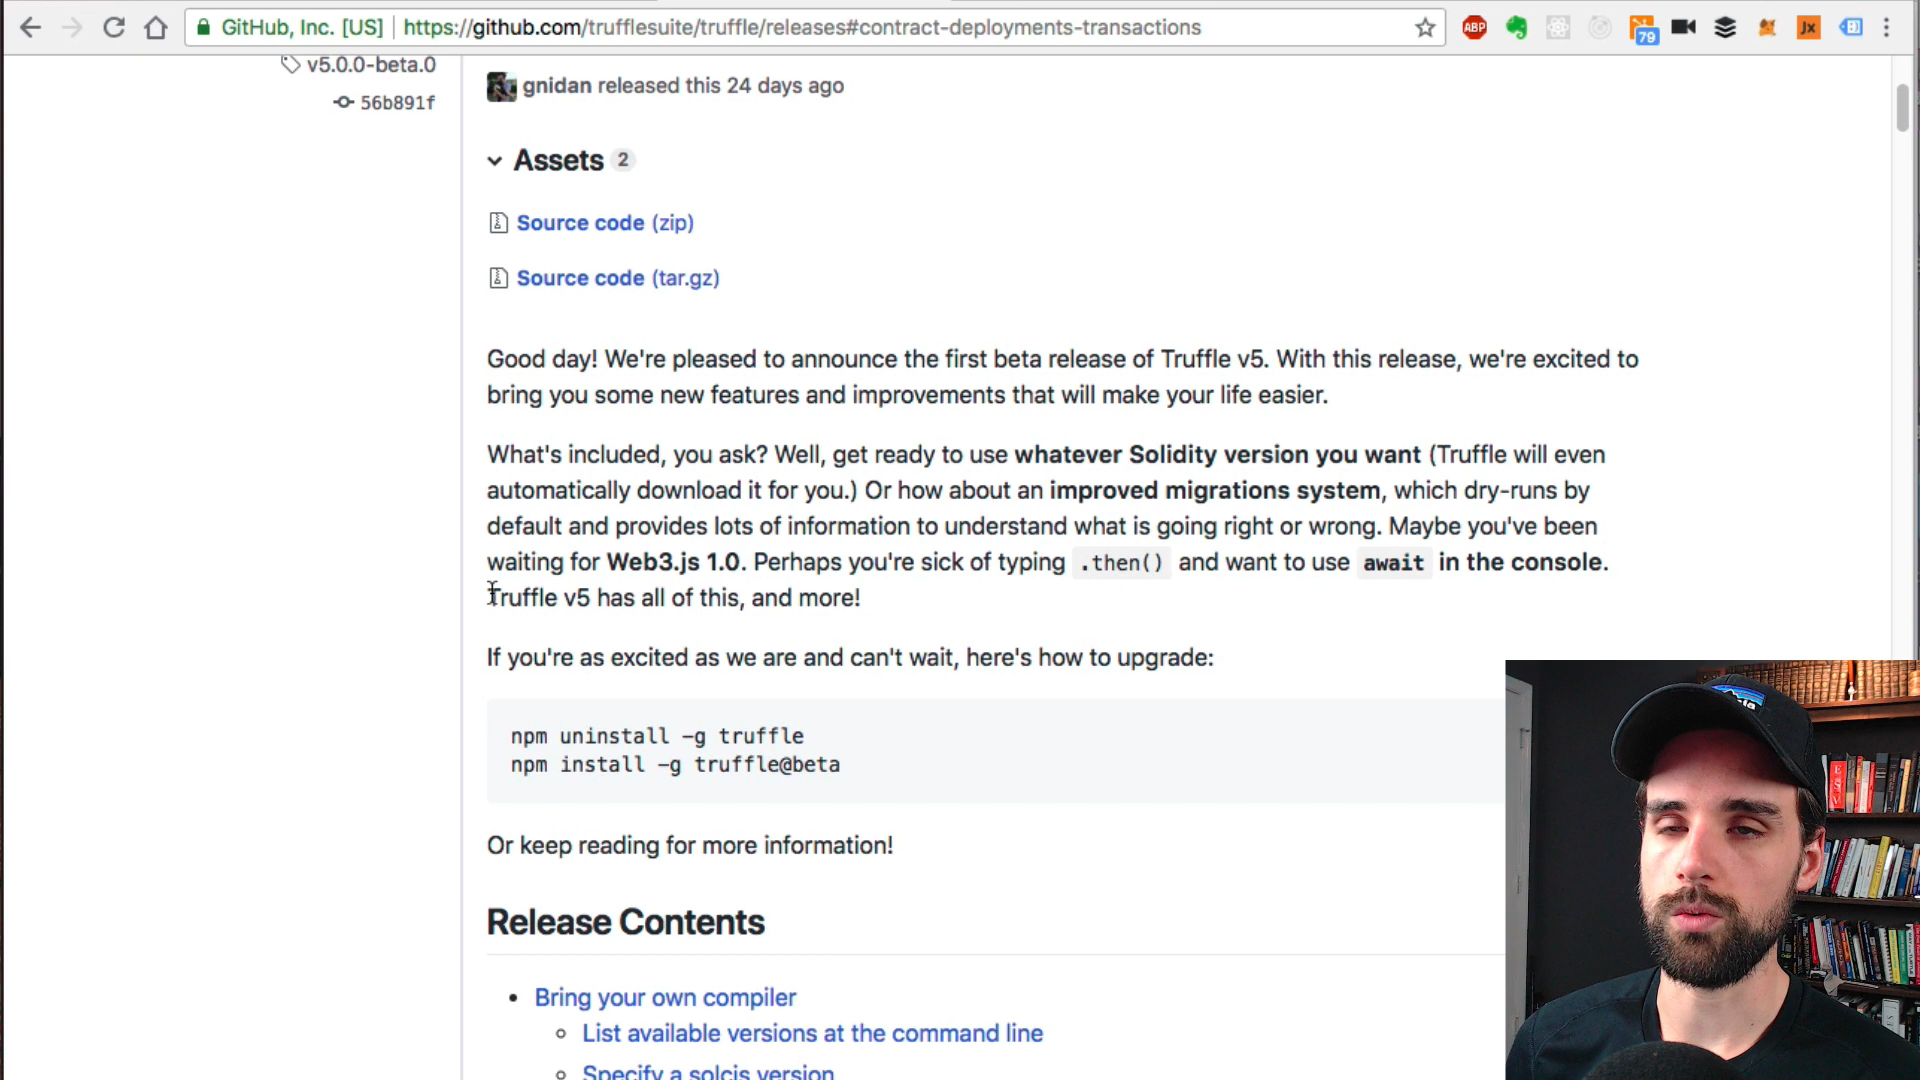 GitHub, Inc. [US] | https://github.com/trufflesuite/truffle/releases#contract-deployments-transactions
ABP
79
Jx
v5.0.0-beta.0
56b891f
gnidan released this 24 days ago
Assets 2
Source code (zip)
Source code (tar.gz)
Good day! We're pleased to announce the first beta release of Truffle v5. With this release, we're excited to
bring you some new features and improvements that will make your life easier.
What's included, you ask? Well, get ready to use whatever Solidity version you want (Truffle will even
automatically download it for you.) Or how about an improved migrations system, which dry-runs by
default and provides lots of information to understand what is going right or wrong. Maybe you've been
waiting for Web3.js 1.0. Perhaps you're sick of typing .then() and want to use await in the console.
Truffle v5 has all of this, and more!
If you're as excited as we are and can't wait, here's how to upgrade:
npm uninstall -g truffle
npm install -g truffle@beta
Or keep reading for more information!
Release Contents
Bring your own compiler
List available versions at the command line
Specify a solcjs version